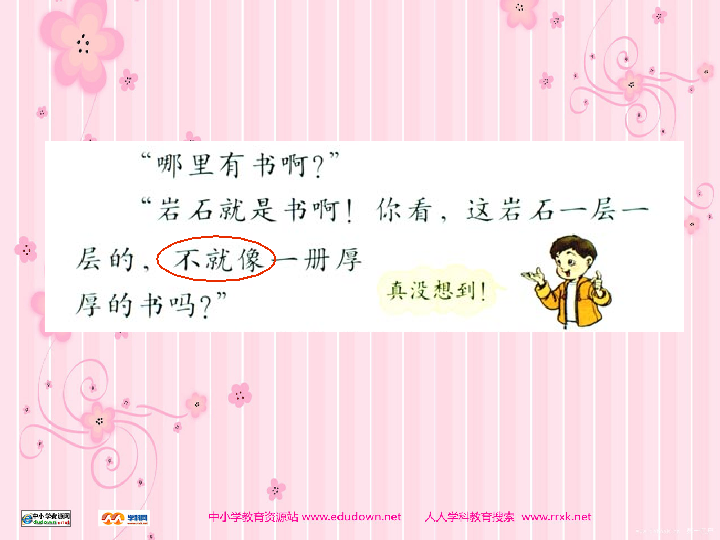 “哪里有书啊？”
“岩石就是书啊！你看，这岩石一层一
层的，不就像一册厚
厚的书吗？”
真没想到！
中小学教育资源站 www.edudown.net 人人学科教育搜索 www.rrxk.net